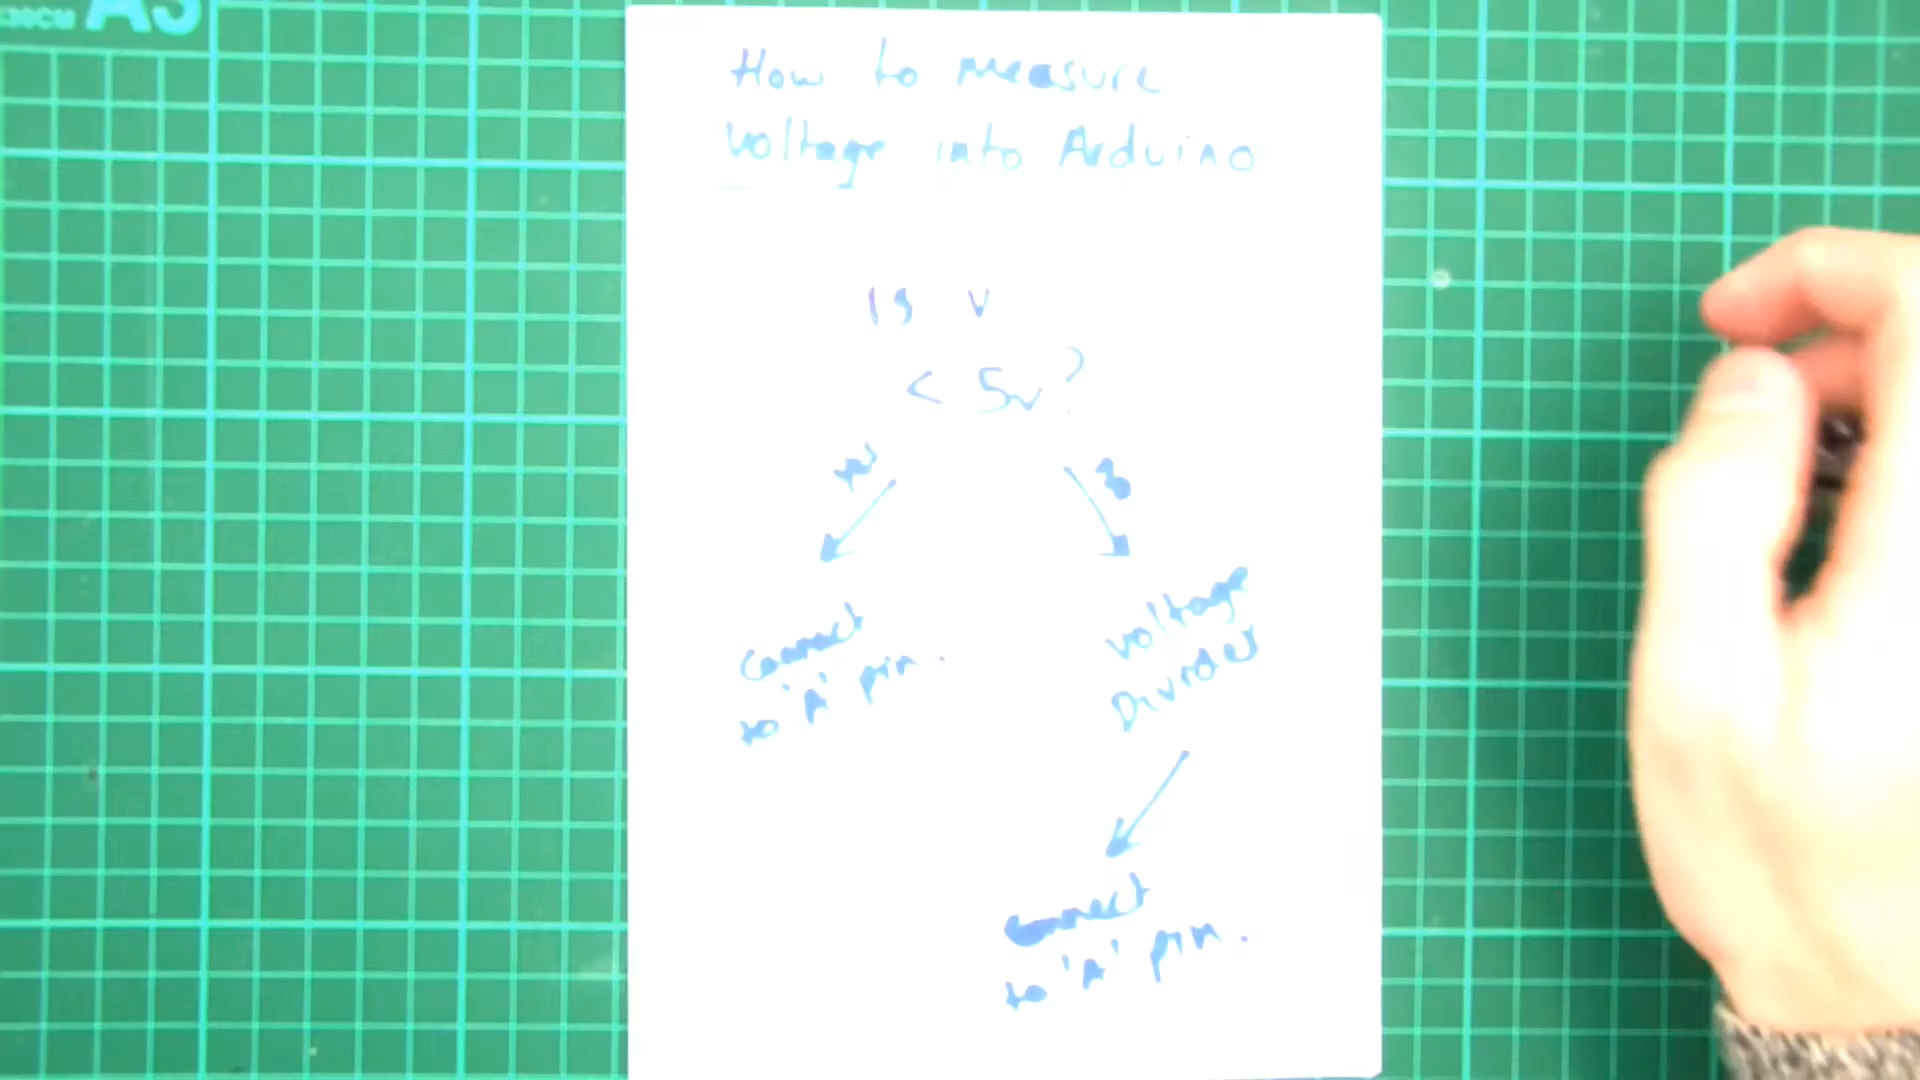 30CM A3
How to measure
voltage into Arduino
Is v
< 5v?
yes
no
connect
to 'A' pin.
voltage
Divider
connect
to 'A' pin.